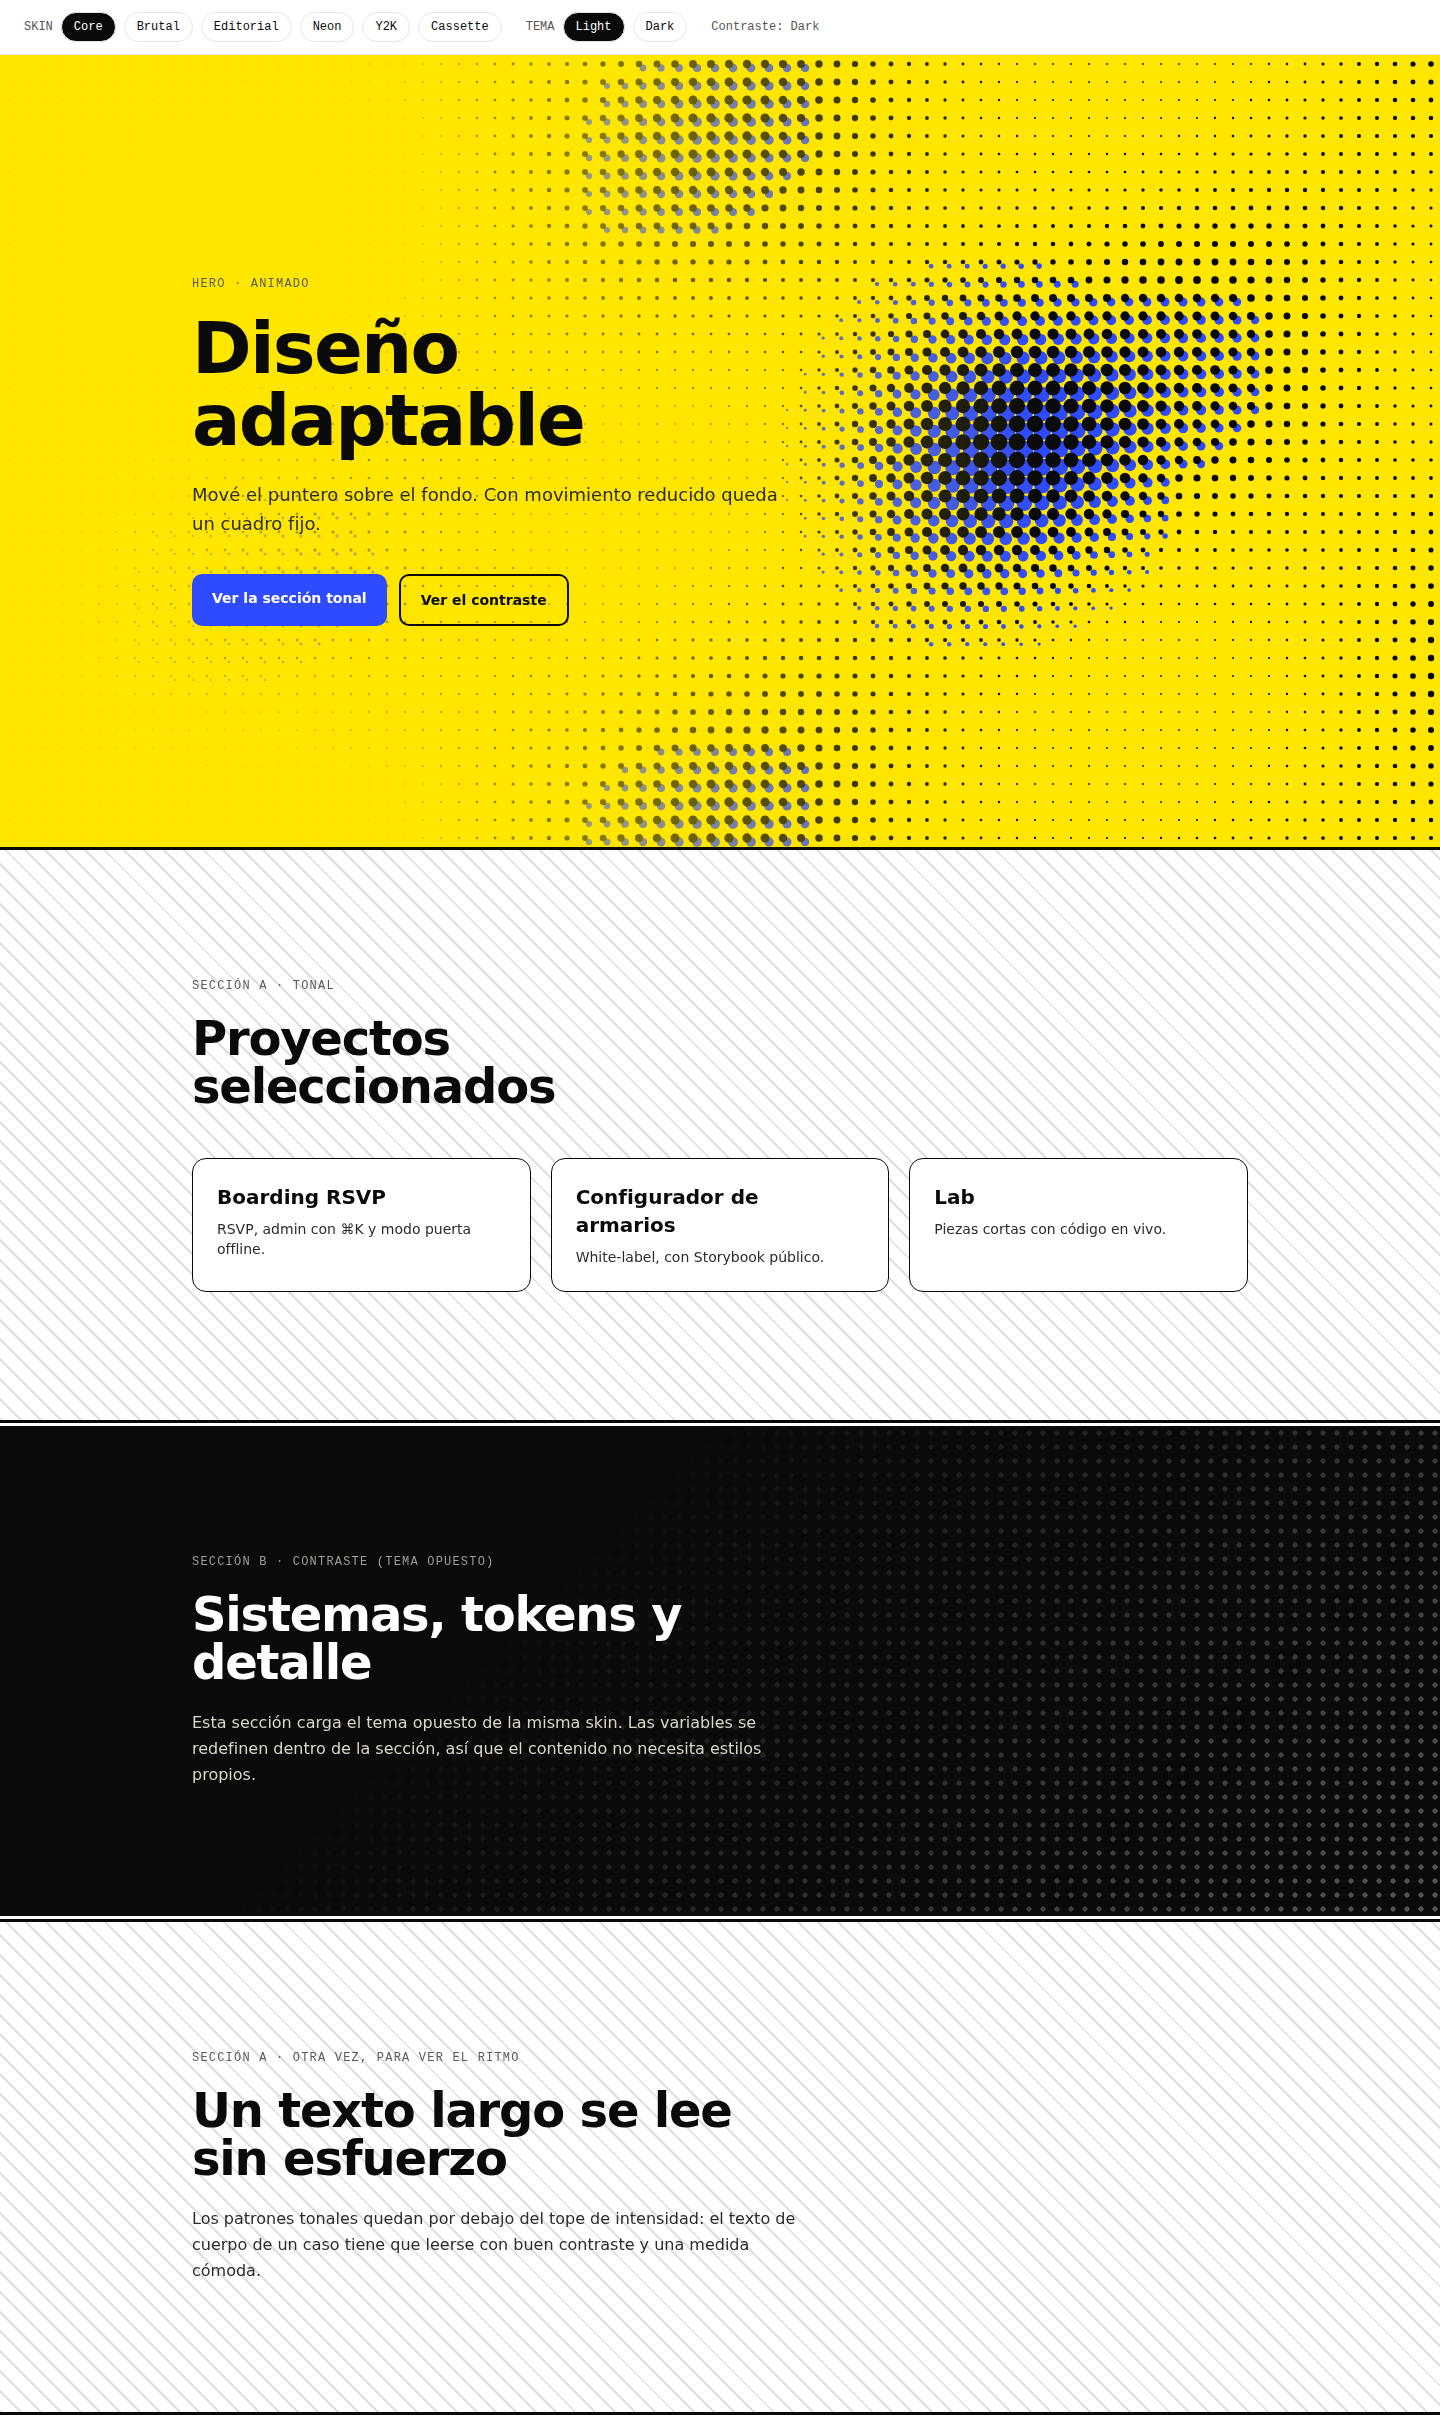 SKIN Core Brutal Editorial Neon Y2K Cassette TEMA Light Dark Contraste: Dark
HERO · ANIMADO
Diseño
adaptable
Mové el puntero sobre el fondo. Con movimiento reducido queda
un cuadro fijo.
Ver la sección tonal Ver el contraste
SECCIÓN A · TONAL
Proyectos
seleccionados
Boarding RSVP
RSVP, admin con ⌘K y modo puerta
offline.
Configurador de
armarios
White-label, con Storybook público.
Lab
Piezas cortas con código en vivo.
SECCIÓN B · CONTRASTE (TEMA OPUESTO)
Sistemas, tokens y
detalle
Esta sección carga el tema opuesto de la misma skin. Las variables se
redefinen dentro de la sección, así que el contenido no necesita estilos
propios.
SECCIÓN A · OTRA VEZ, PARA VER EL RITMO
Un texto largo se lee
sin esfuerzo
Los patrones tonales quedan por debajo del tope de intensidad: el texto de
cuerpo de un caso tiene que leerse con buen contraste y una medida
cómoda.